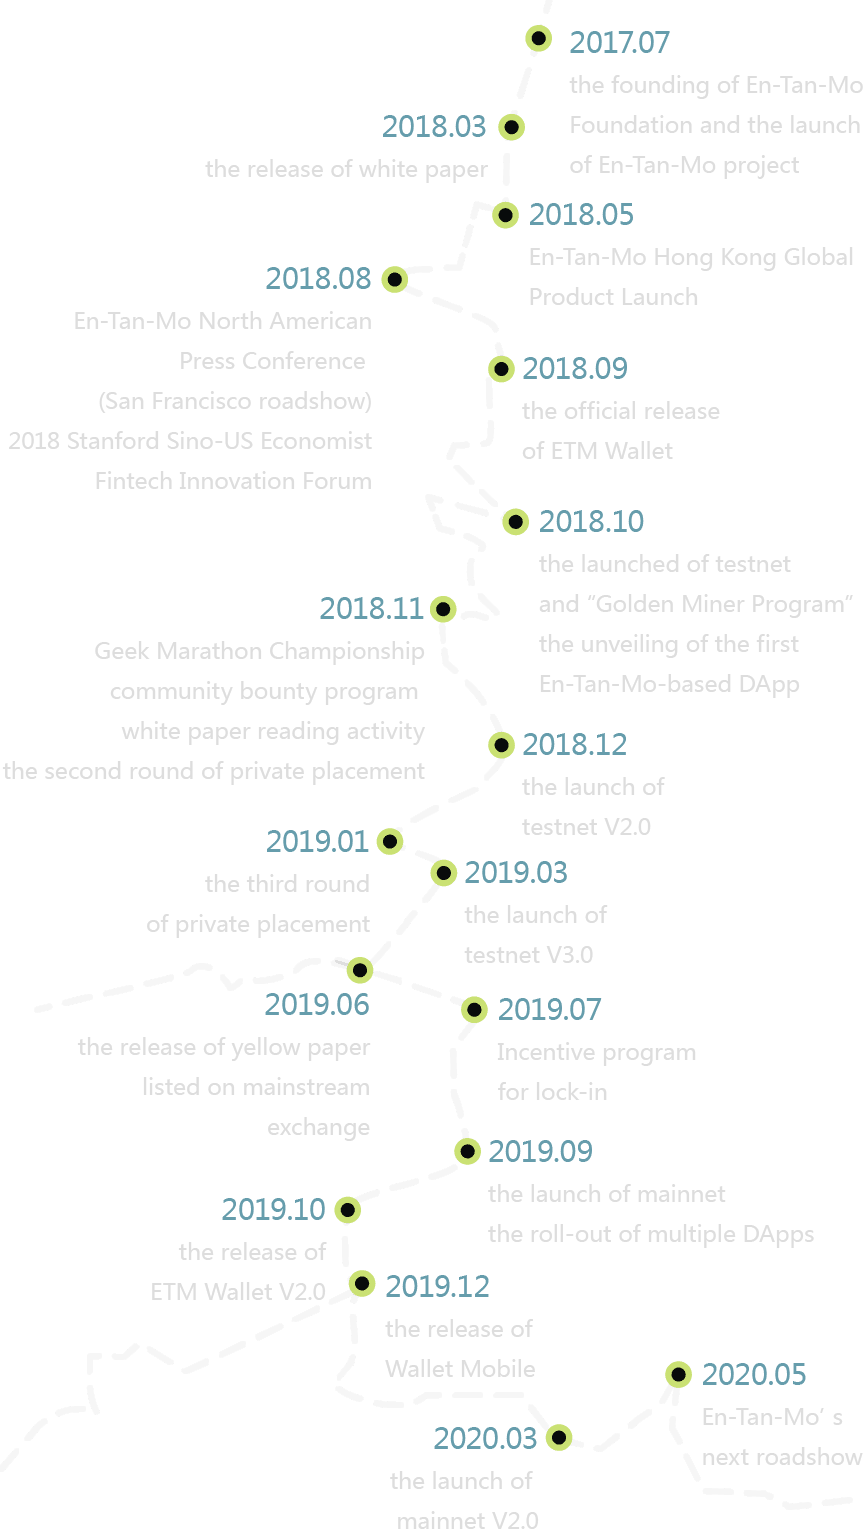 2017.07
the founding of En-Tan-Mo
Foundation and the launch
of En-Tan-Mo project
2018.03
the release of white paper
2018.05
En-Tan-Mo Hong Kong Global
Product Launch
2018.08
En-Tan-Mo North American
Press Conference
(San Francisco roadshow)
2018 Stanford Sino-US Economist
Fintech Innovation Forum
2018.09
the official release
of ETM Wallet
2018.10
the launched of testnet
and “Golden Miner Program“
the unveiling of the first
En-Tan-Mo-based DApp
2018.11
Geek Marathon Championship
community bounty program
white paper reading activity
the second round of private placement
2018.12
the launch of
testnet V2.0
2019.01
the third round
of private placement
2019.03
the launch of
testnet V3.0
2019.06
the release of yellow paper
listed on mainstream
exchange
2019.07
Incentive program
for lock-in
2019.09
the launch of mainnet
the roll-out of multiple DApps
2019.10
the release of
ETM Wallet V2.0
2019.12
the release of
Wallet Mobile
2020.03
the launch of
mainnet V2.0
2020.05
En-Tan-Mo’ s
next roadshow